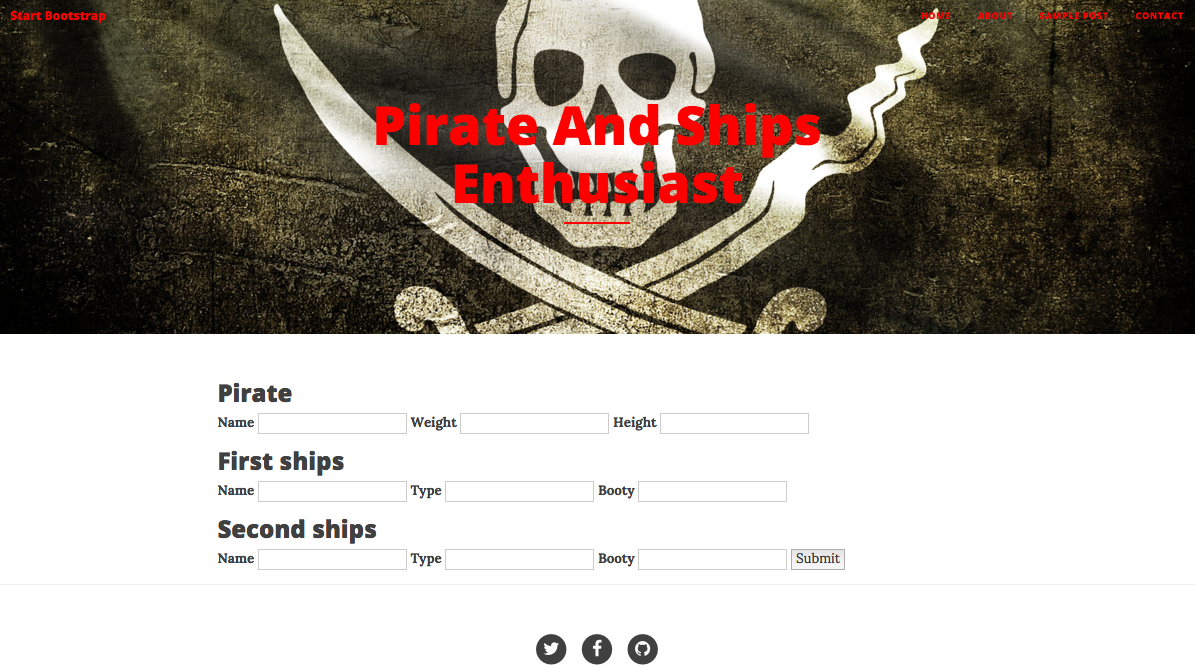 Start Bootstrap
HOME ABOUT SAMPLE POST CONTACT
Pirate And Ships
Enthusiast
Pirate
Name Weight Height
First ships
Name Type Booty
Second ships
Name Type Booty Submit